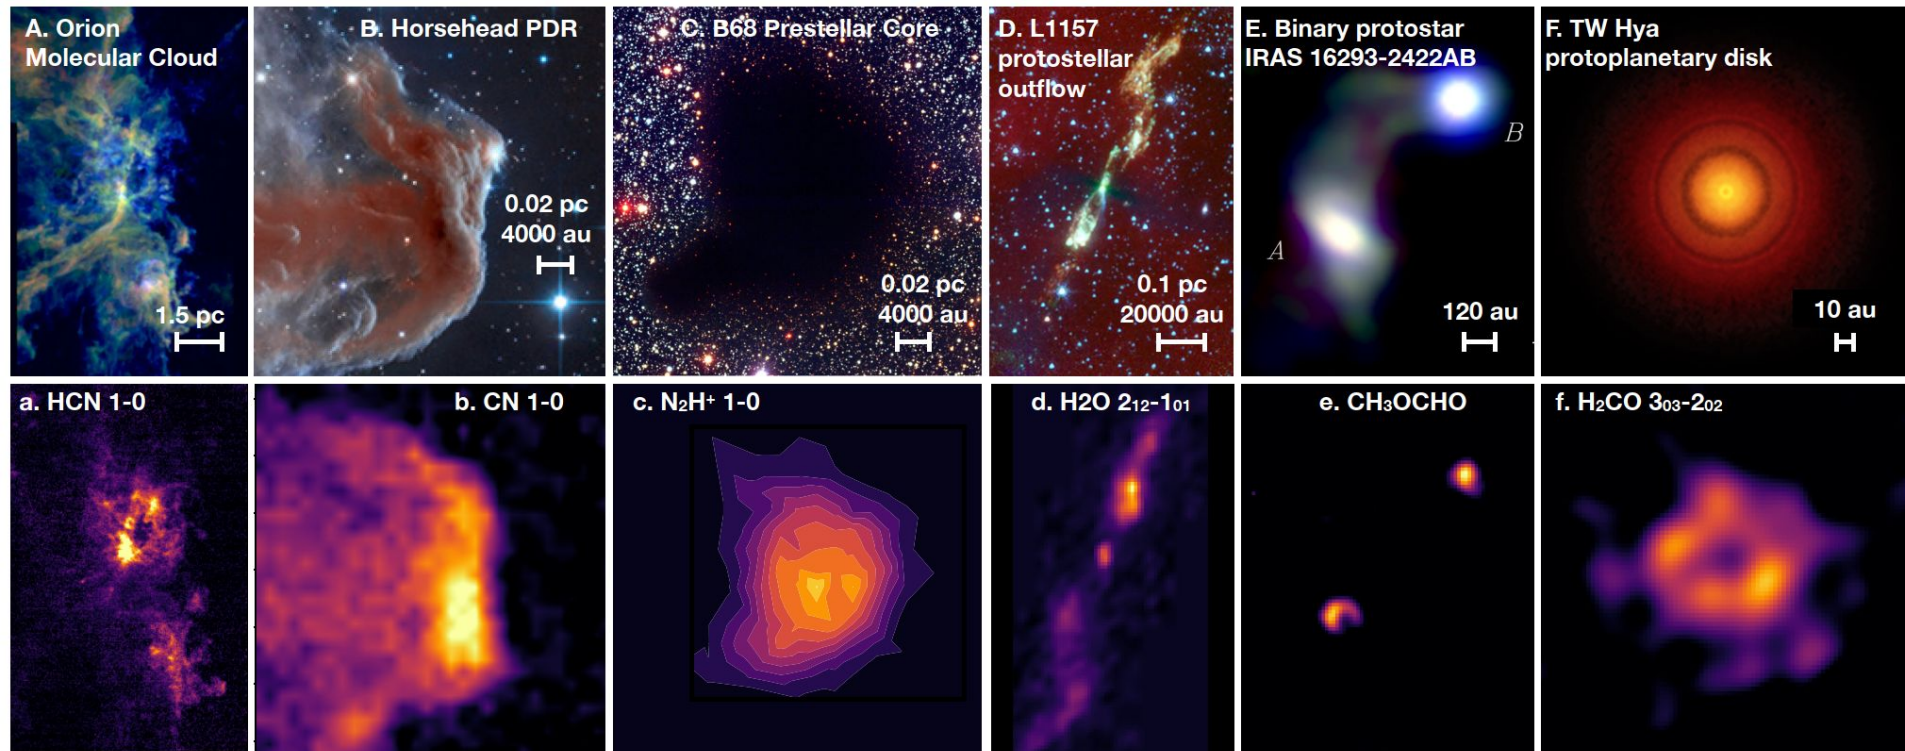 A. Orion
Molecular Cloud
1.5 pc
B. Horsehead PDR
0.02 pc
4000 au
C. B68 Prestellar Core
0.02 pc
4000 au
D. L1157
protostellar
outflow
0.1 pc
20000 au
E. Binary protostar
IRAS 16293-2422AB
B
A
120 au
F. TW Hya
protoplanetary disk
10 au
a. HCN 1-0
b. CN 1-0
c. N₂H⁺ 1-0
d. H2O 2₁₂-1₀₁
e. CH₃OCHO
f. H₂CO 3₀₃-2₀₂